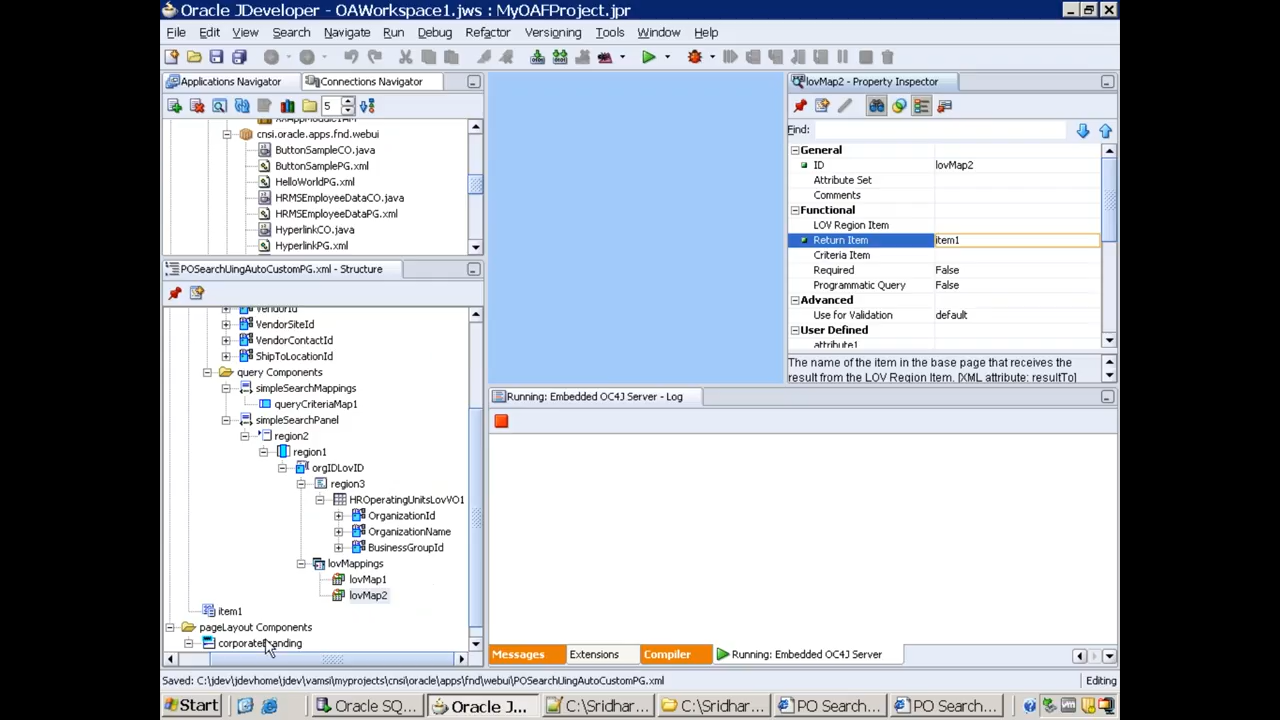 Oracle JDeveloper - OAWorkspace1.jws : MyOAFProject.jpr
File Edit View Search Navigate Run Debug Refactor Versioning Tools Window Help
Applications Navigator Connections Navigator
lovMap2 - Property Inspector
5
Find:
cnsi.oracle.apps.fnd.webui
ButtonSampleCO.java
ButtonSamplePG.xml
HelloWorldPG.xml
HRMSEmployeeDataCO.java
HRMSEmployeeDataPG.xml
HyperlinkCO.java
HyperlinkPG.xml
General
ID lovMap2
Attribute Set
Comments
Functional
LOV Region Item
Return Item item1
Criteria Item
Required False
Programmatic Query False
Advanced
Use for Validation default
User Defined
attribute1
The name of the item in the base page that receives the
result from the LOV Region Item. [XML attribute: resultTo]
POSearchUingAutoCustomPG.xml - Structure
VendorId
VendorSiteId
VendorContactId
ShipToLocationId
query Components
simpleSearchMappings
queryCriteriaMap1
simpleSearchPanel
region2
region1
orgIDLovID
region3
HROperatingUnitsLovVO1
OrganizationId
OrganizationName
BusinessGroupId
lovMappings
lovMap1
lovMap2
item1
pageLayout Components
Running: Embedded OC4J Server - Log
Messages Extensions Compiler Running: Embedded OC4J Server
Saved: C:\jdev\jdevhome\jdev\vamsi\myprojects\cnsi\oracle\apps\fnd\webui\POSearchUingAutoCustomPG.xml Editing
Start Oracle SQ... Oracle J... C:\Sridhar... C:\Sridhar... PO Search... PO Search...